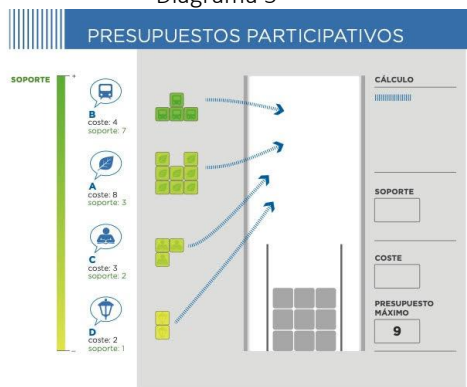 Diagrama 3
PRESUPUESTOS PARTICIPATIVOS
SOPORTE
+
B
coste: 4
soporte: 7
A
coste: 8
soporte: 3
C
coste: 3
soporte: 2
D
coste: 2
soporte: 1
-
CÁLCULO
SOPORTE
COSTE
PRESUPUESTO
MÁXIMO
9